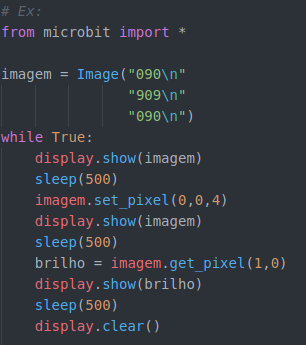 # Ex:
from microbit import *
imagem = Image("090\n"
"909\n"
"090\n")
while True:
display.show(imagem)
sleep(500)
imagem.set_pixel(0,0,4)
display.show(imagem)
sleep(500)
brilho = imagem.get_pixel(1,0)
display.show(brilho)
sleep(500)
display.clear()